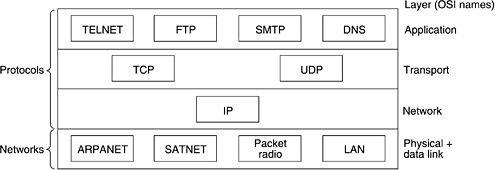 Layer (OSI names)
TELNET FTP SMTP DNS Application
Protocols TCP UDP Transport
IP Network
Networks ARPANET SATNET Packet radio LAN Physical + data link